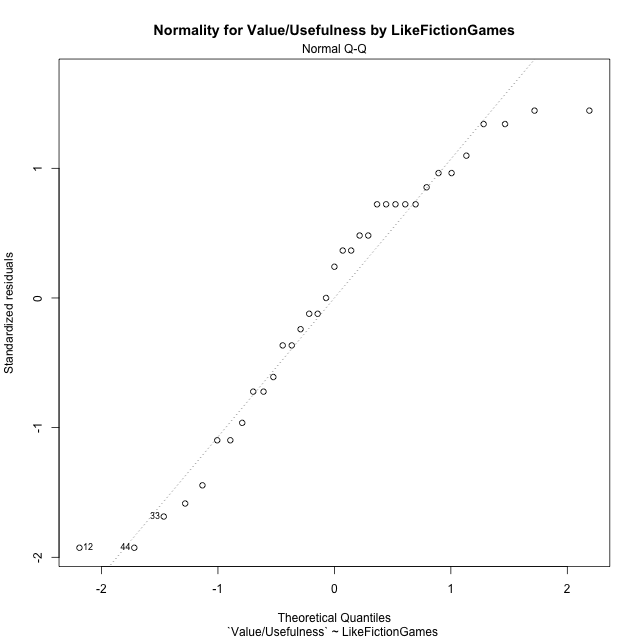 Normality for Value/Usefulness by LikeFictionGames
Normal Q-Q
Standardized residuals
1
0
-1
-2
33
12
44
-2 -1 0 1 2
Theoretical Quantiles
`Value/Usefulness` ~ LikeFictionGames